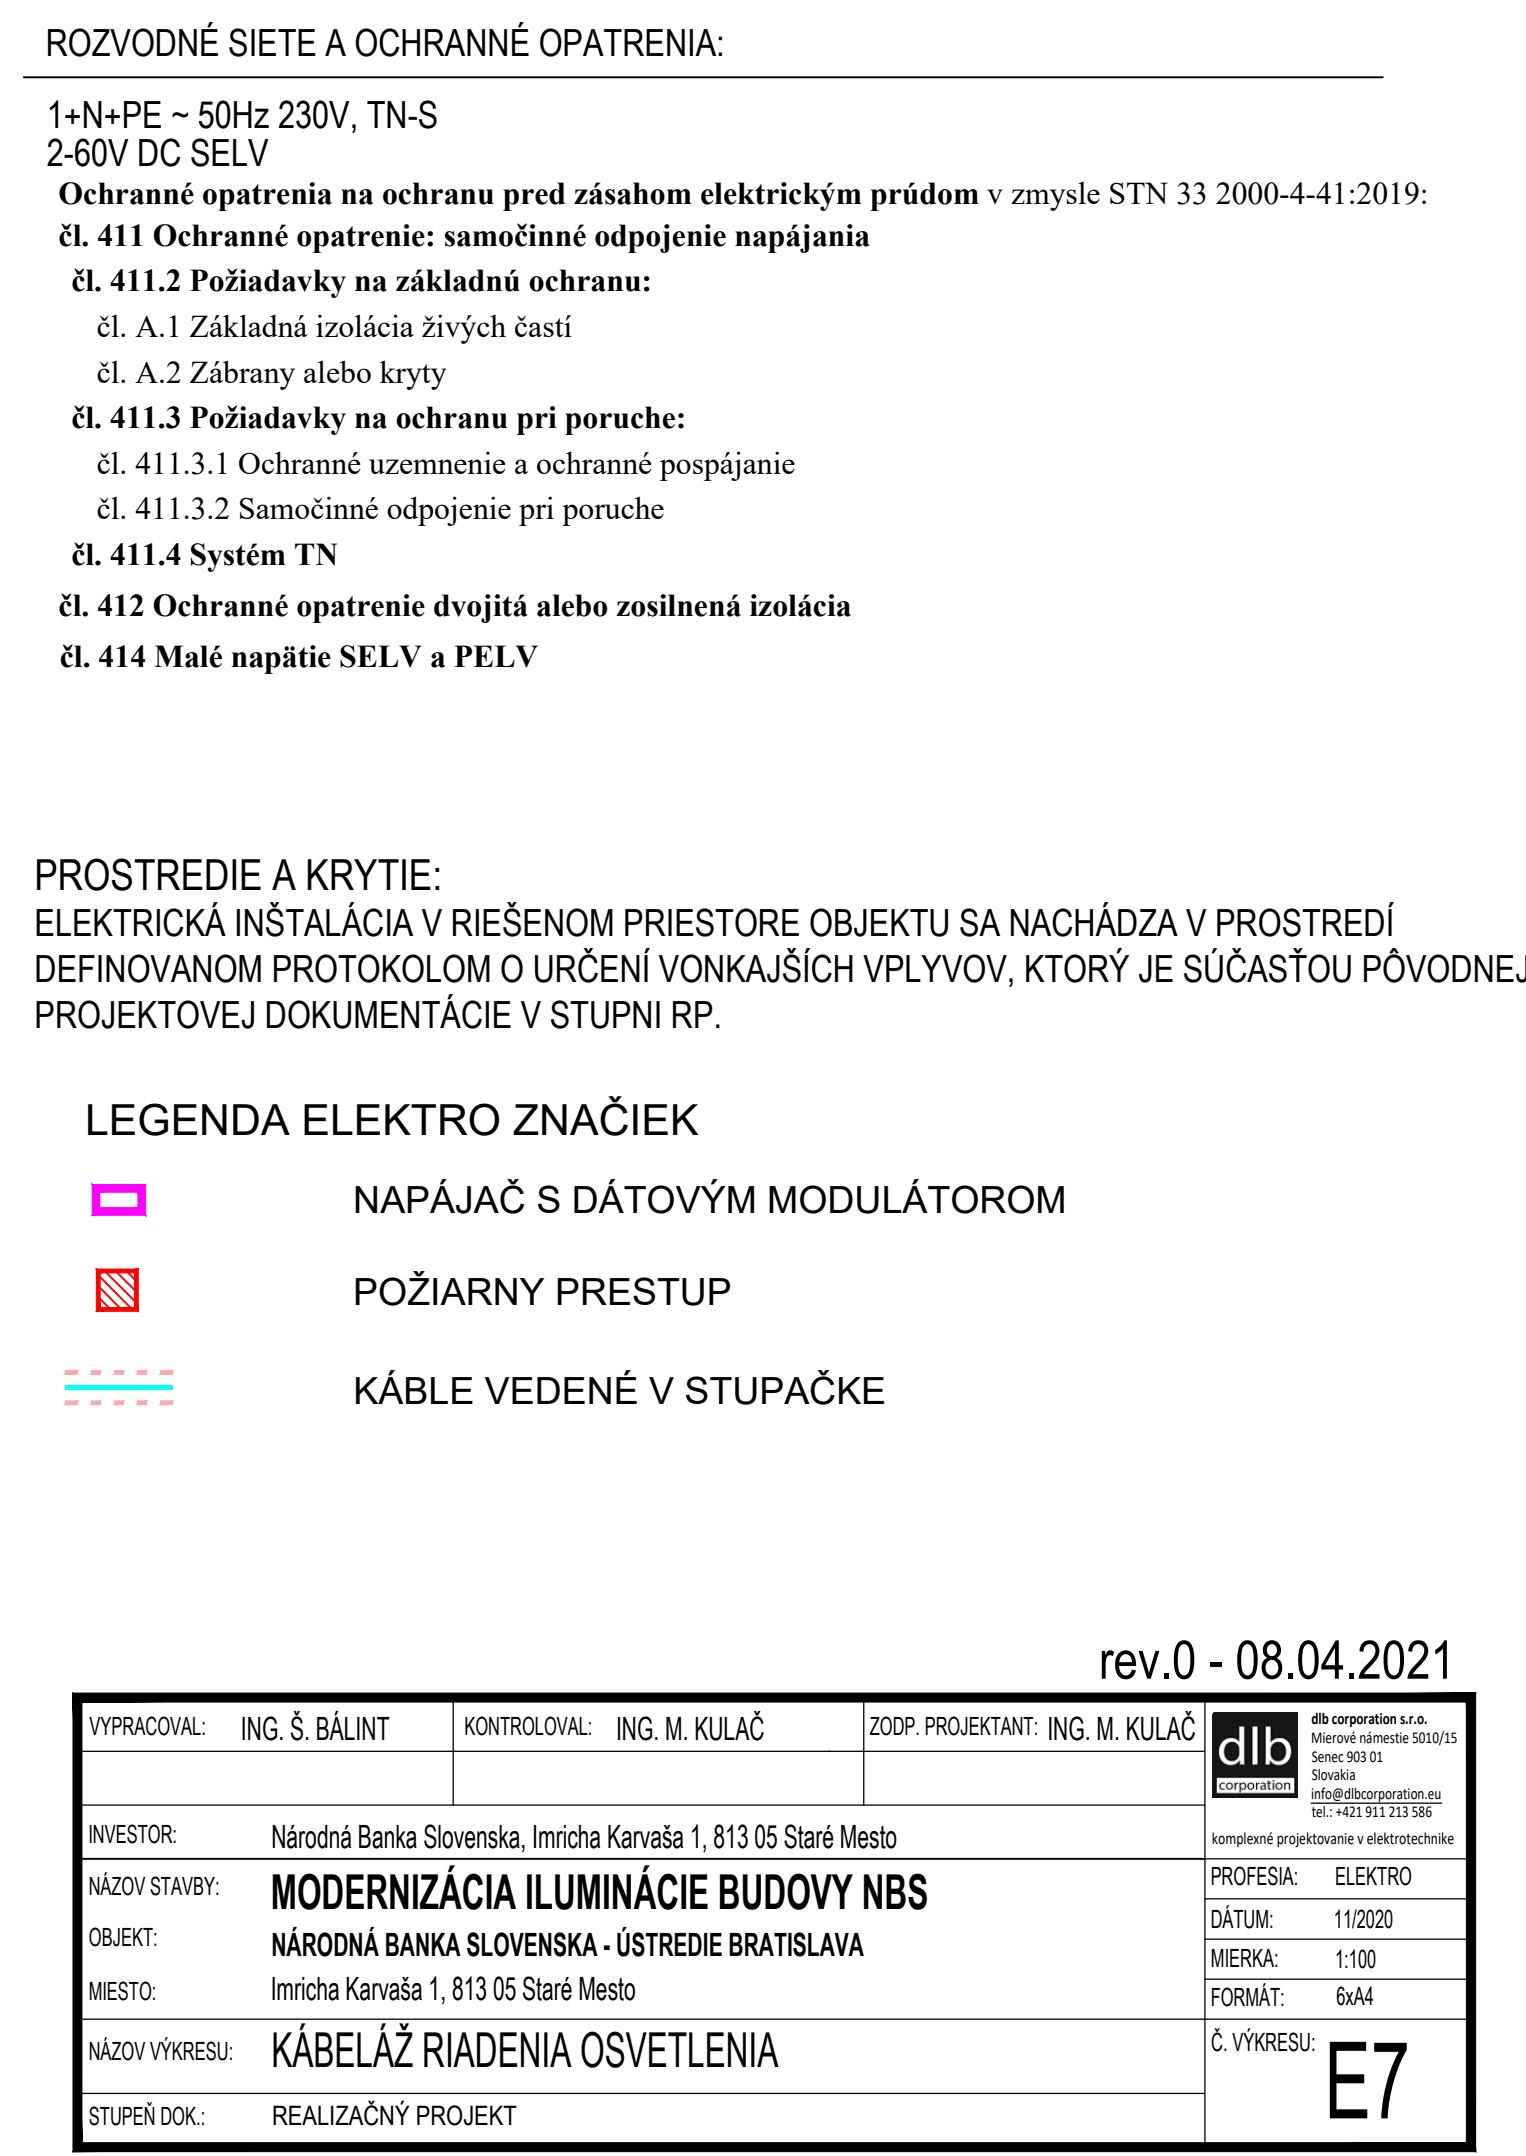 ROZVODNÉ SIETE A OCHRANNÉ OPATRENIA:
1+N+PE ~ 50Hz 230V, TN-S
2-60V DC SELV
Ochranné opatrenia na ochranu pred zásahom elektrickým prúdom v zmysle STN 33 2000-4-41:2019:
čl. 411 Ochranné opatrenie: samočinné odpojenie napájania
čl. 411.2 Požiadavky na základnú ochranu:
čl. A.1 Základná izolácia živých častí
čl. A.2 Zábrany alebo kryty
čl. 411.3 Požiadavky na ochranu pri poruche:
čl. 411.3.1 Ochranné uzemnenie a ochranné pospájanie
čl. 411.3.2 Samočinné odpojenie pri poruche
čl. 411.4 Systém TN
čl. 412 Ochranné opatrenie dvojitá alebo zosilnená izolácia
čl. 414 Malé napätie SELV a PELV
PROSTREDIE A KRYTIE:
ELEKTRICKÁ INŠTALÁCIA V RIEŠENOM PRIESTORE OBJEKTU SA NACHÁDZA V PROSTREDÍ
DEFINOVANOM PROTOKOLOM O URČENÍ VONKAJŠÍCH VPLYVOV, KTORÝ JE SÚČASŤOU PÔVODNEJ
PROJEKTOVEJ DOKUMENTÁCIE V STUPNI RP.
LEGENDA ELEKTRO ZNAČIEK
NAPÁJAČ S DÁTOVÝM MODULÁTOROM
POŽIARNY PRESTUP
KÁBLE VEDENÉ V STUPAČKE
rev.0 - 08.04.2021
VYPRACOVAL: ING. Š. BÁLINT KONTROLOVAL: ING. M. KULAČ ZODP. PROJEKTANT: ING. M. KULAČ
dlb
corporation
dlb corporation s.r.o.
Mierové námestie 5010/15
Senec 903 01
Slovakia
info@dlbcorporation.eu
tel.: +421 911 213 586
komplexné projektovanie v elektrotechnike
INVESTOR: Národná Banka Slovenska, Imricha Karvaša 1, 813 05 Staré Mesto
NÁZOV STAVBY: MODERNIZÁCIA ILUMINÁCIE BUDOVY NBS
OBJEKT: NÁRODNÁ BANKA SLOVENSKA - ÚSTREDIE BRATISLAVA
MIESTO: Imricha Karvaša 1, 813 05 Staré Mesto
PROFESIA: ELEKTRO
DÁTUM: 11/2020
MIERKA: 1:100
FORMÁT: 6xA4
NÁZOV VÝKRESU: KÁBELÁŽ RIADENIA OSVETLENIA
Č. VÝKRESU: E7
STUPEŇ DOK.: REALIZAČNÝ PROJEKT